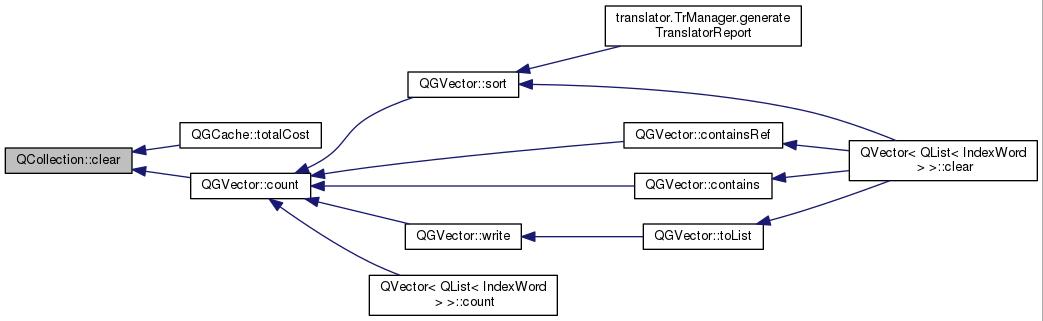 translator.TrManager.generate
TranslatorReport
QGVector::sort
QGCache::totalCost
QGVector::containsRef
QCollection::clear
QVector< QList< IndexWord
> >::clear
QGVector::count
QGVector::contains
QGVector::write
QGVector::toList
QVector< QList< IndexWord
> >::count